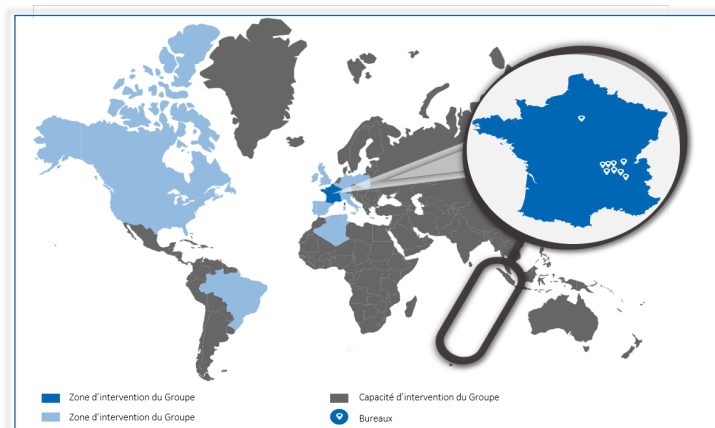 Zone d'intervention du Groupe
Zone d'intervention du Groupe
Capacité d'intervention du Groupe
Bureaux